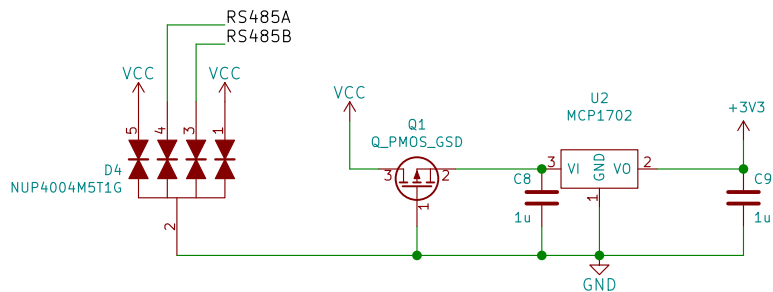 RS485A
RS485B
VCC
VCC
5
4
3
1
D4
NUP4004M5T1G
2
VCC
Q1
Q_PMOS_GSD
3
2
1
U2
MCP1702
3
VI
GND
VO
2
1
C8
1u
+3V3
C9
1u
GND